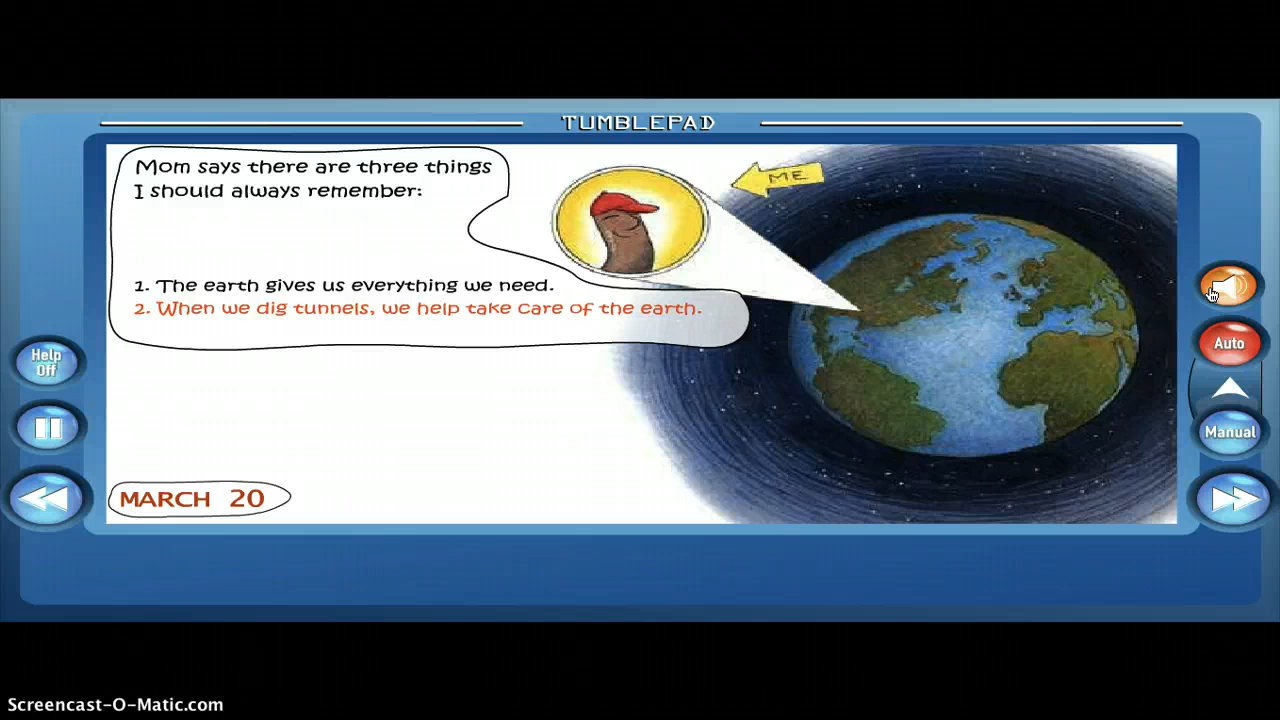 TUMBLEPAD
Mom says there are three things
I should always remember:
ME
1. The earth gives us everything we need.
2. When we dig tunnels, we help take care of the earth.
Help
Off
Auto
Manual
MARCH 20
Screencast-O-Matic.com